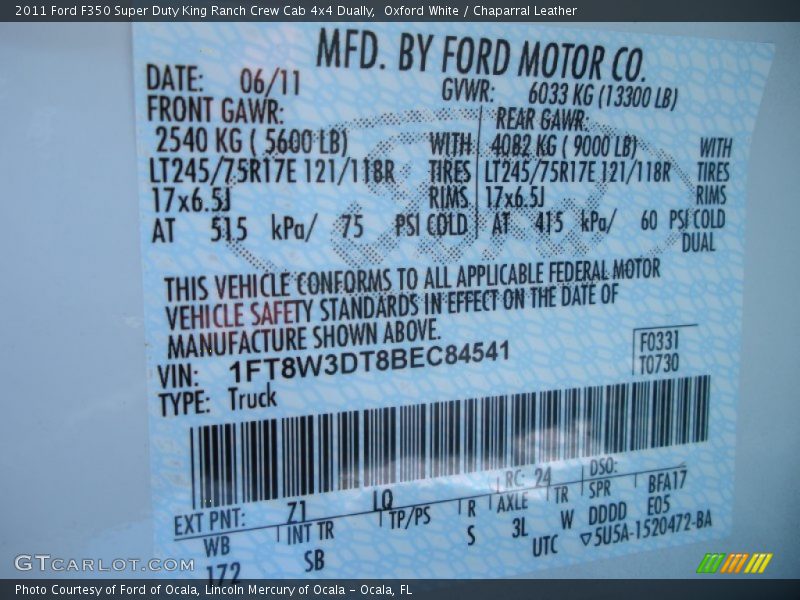 2011 Ford F350 Super Duty King Ranch Crew Cab 4x4 Dually, Oxford White / Chaparral Leather
MFD. BY FORD MOTOR CO.
DATE: 06/11 GVWR: 6033 KG (13300 LB)
FRONT GAWR: REAR GAWR:
2540 KG ( 5600 LB) WITH 4082 KG ( 9000 LB) WITH
LT245/75R17E 121/118R TIRES LT245/75R17E 121/118R TIRES
17x6.5J RIMS 17x6.5J RIMS
AT 515 kPa/ 75 PSI COLD AT 415 kPa/ 60 PSI COLD
DUAL
THIS VEHICLE CONFORMS TO ALL APPLICABLE FEDERAL MOTOR
VEHICLE SAFETY STANDARDS IN EFFECT ON THE DATE OF
MANUFACTURE SHOWN ABOVE.
VIN: 1FT8W3DT8BEC84541 F0331
TYPE: Truck T0730
EXT PNT: Z1 LQ RC: 24 DSO:
WB INT TR TP/PS R AXLE TR SPR BFA17
172 SB S 3L W DDDD E05
UTC ▽5U5A-1520472-BA
GTCARLOT.COM
Photo Courtesy of Ford of Ocala, Lincoln Mercury of Ocala - Ocala, FL